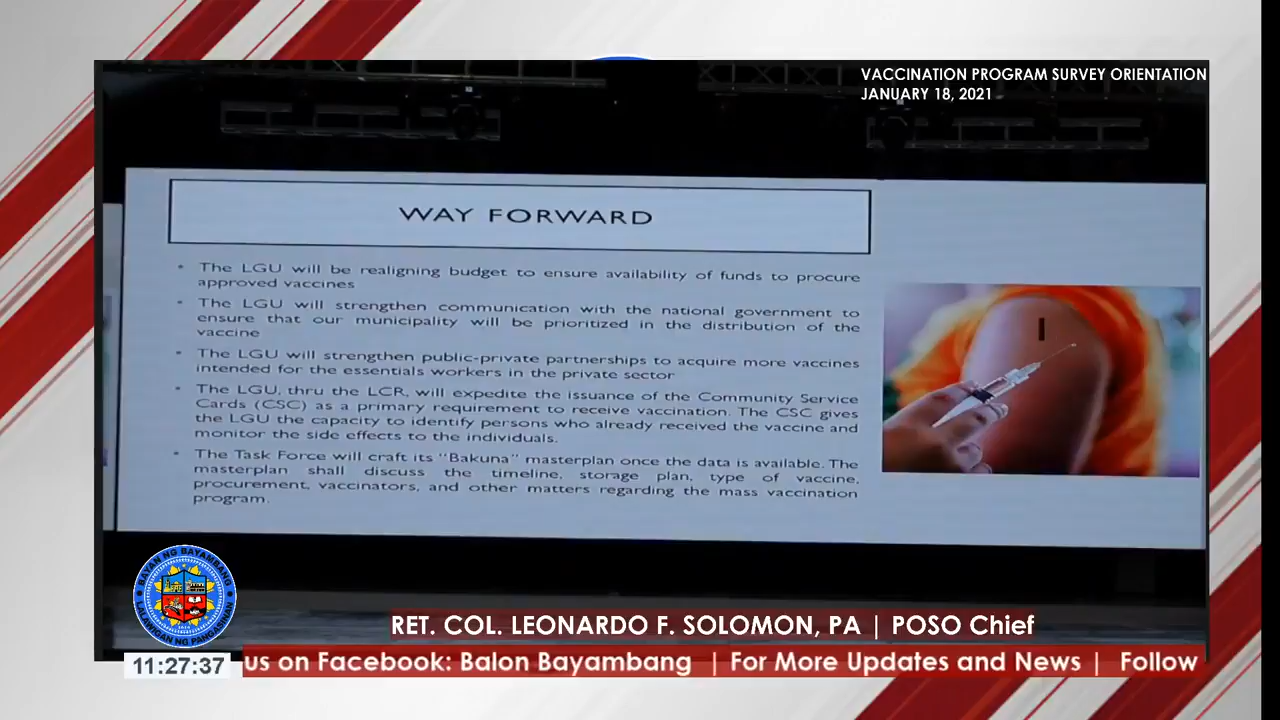 VACCINATION PROGRAM SURVEY ORIENTATION
JANUARY 18, 2021
WAY FORWARD
• The LGU will be realigning budget to ensure availability of funds to procure
approved vaccines
• The LGU will strengthen communication with the national government to
ensure that our municipality will be prioritized in the distribution of the
vaccine
• The LGU will strengthen public-private partnerships to acquire more vaccines
intended for the essentials workers in the private sector
• The LGU, thru the LCR, will expedite the issuance of the Community Service
Cards (CSC) as a primary requirement to receive vaccination. The CSC gives
the LGU the capacity to identify persons who already received the vaccine and
monitor the side effects to the individuals.
• The Task Force will craft its "Bakuna" masterplan once the data is available. The
masterplan shall discuss the timeline, storage plan, type of vaccine,
procurement, vaccinators, and other matters regarding the mass vaccination
program.
BAYAN NG BAYAMBANG
LALAWIGAN NG PANGASINAN
RET. COL. LEONARDO F. SOLOMON, PA | POSO Chief
11:27:37
us on Facebook: Balon Bayambang | For More Updates and News | Follow